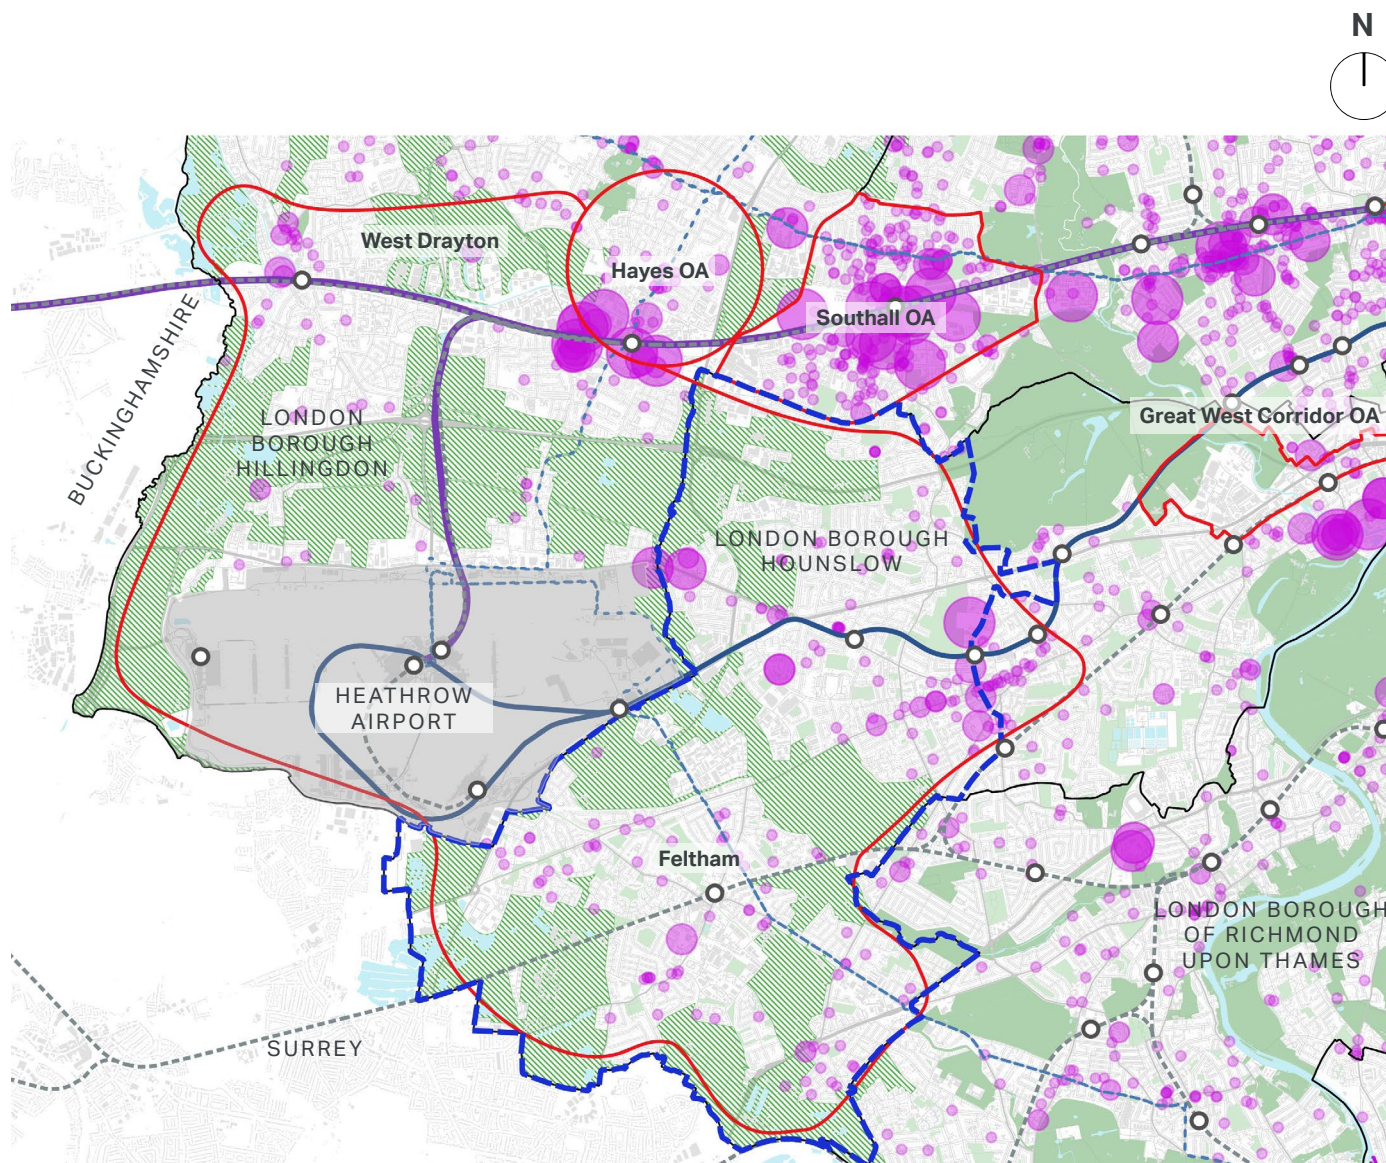 N
West Drayton
Hayes OA
Southall OA
BUCKINGHAMSHIRE
LONDON
BOROUGH
HILLINGDON
Great West Corridor OA
LONDON BOROUGH
HOUNSLOW
HEATHROW
AIRPORT
Feltham
LONDON BOROUGH
OF RICHMOND
UPON THAMES
SURREY